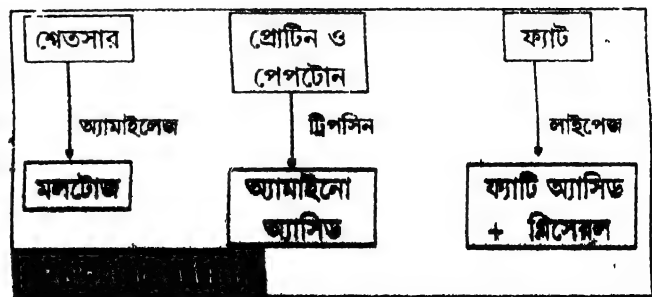 শ্বেতসার
প্রোটিন ও
পেপটোন
ফ্যাট
অ্যামাইলেজ
ট্রিপসিন
লাইপেজ
মলটোজ
অ্যামাইনো
অ্যাসিড
ফ্যাটি অ্যাসিড
+ গ্লিসেরল